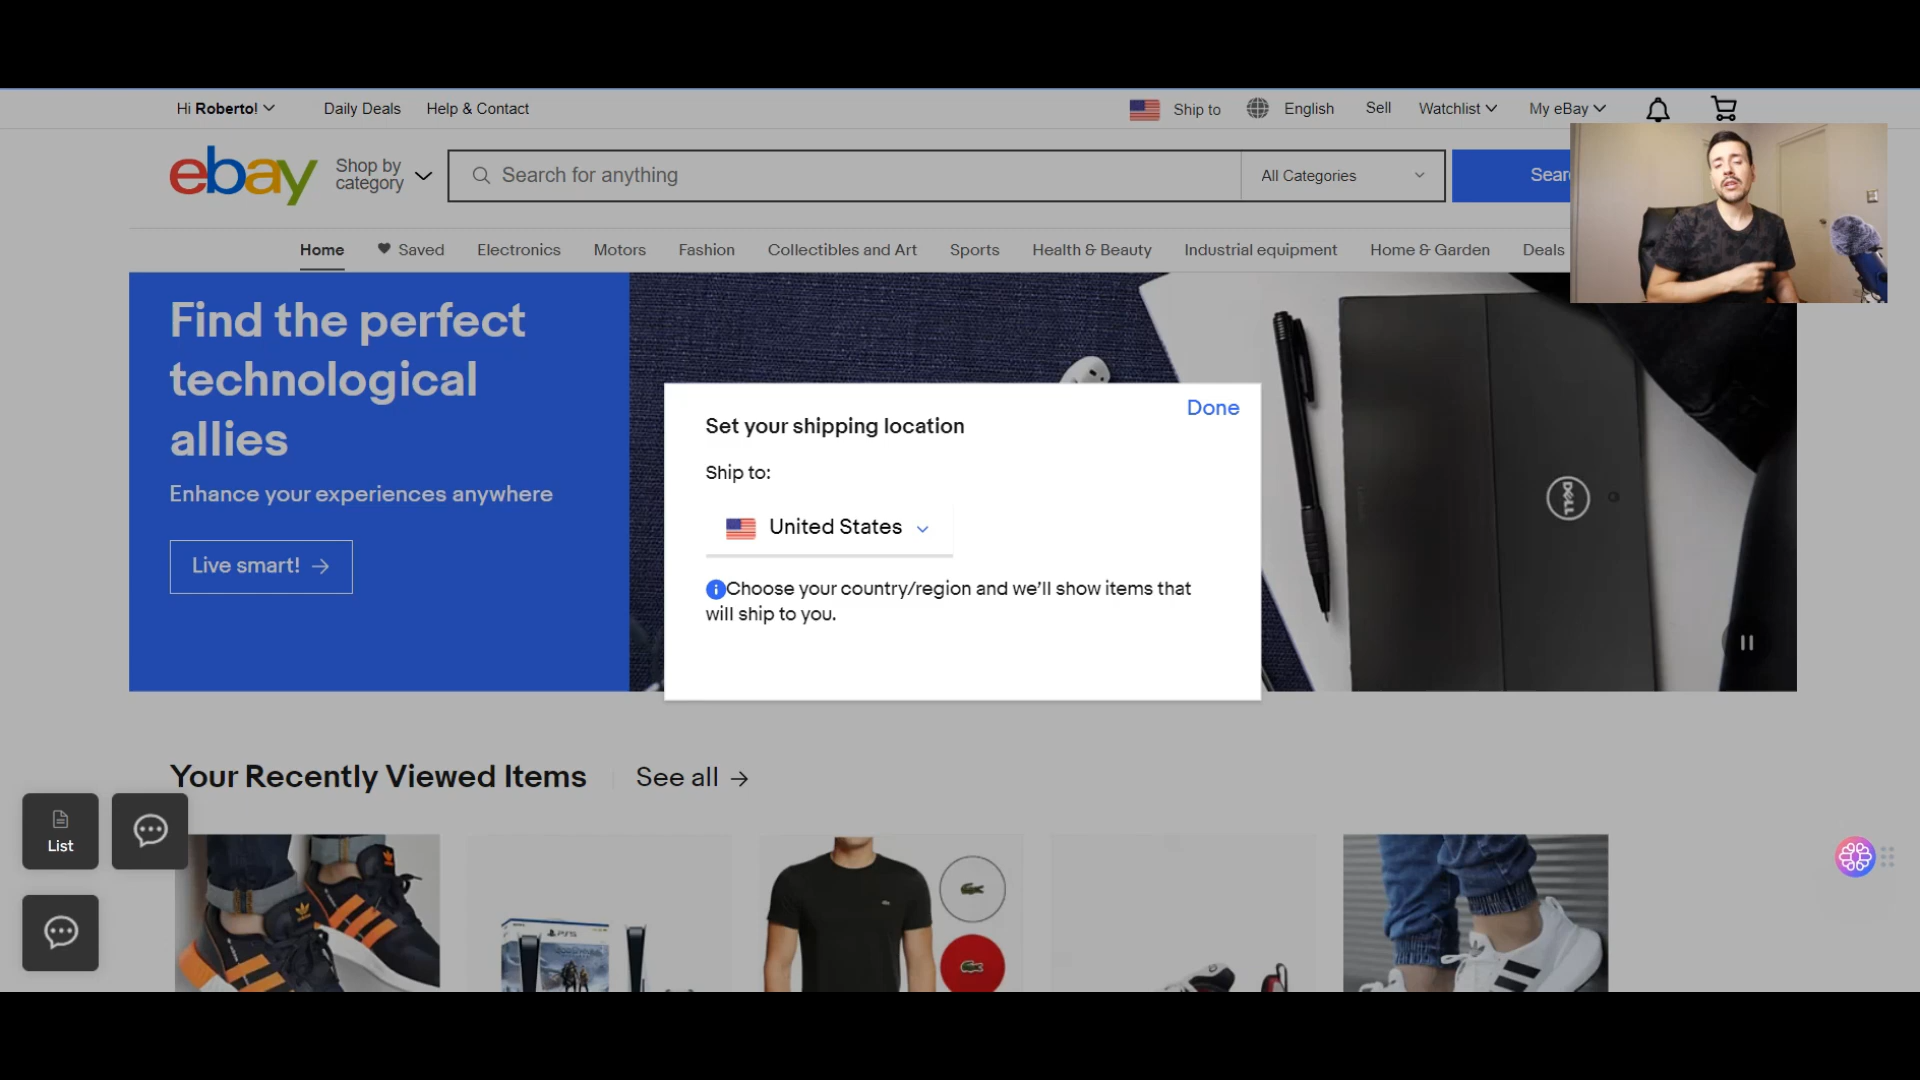 Hi Roberto!
Daily Deals
Help & Contact
Ship to
English
Sell
Watchlist
My eBay
ebay
Shop by
category
Search for anything
All Categories
Home
Saved
Electronics
Motors
Fashion
Collectibles and Art
Sports
Health & Beauty
Industrial equipment
Home & Garden
Deals
Find the perfect
technological
allies
Enhance your experiences anywhere
Live smart!
DELL
Set your shipping location
Done
Ship to:
United States
Choose your country/region and we'll show items that
will ship to you.
Your Recently Viewed Items
See all
List
PS5